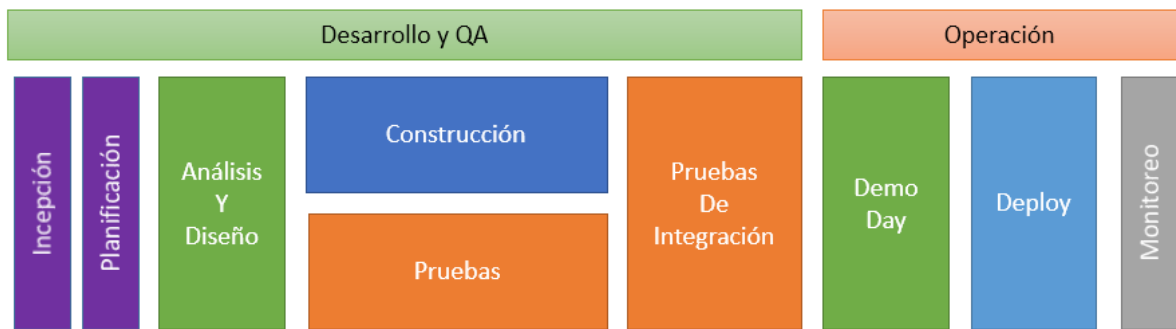 Desarrollo y QA
Operación
Incepción
Planificación
Análisis
Y
Diseño
Construcción
Pruebas
Pruebas
De
Integración
Demo
Day
Deploy
Monitoreo